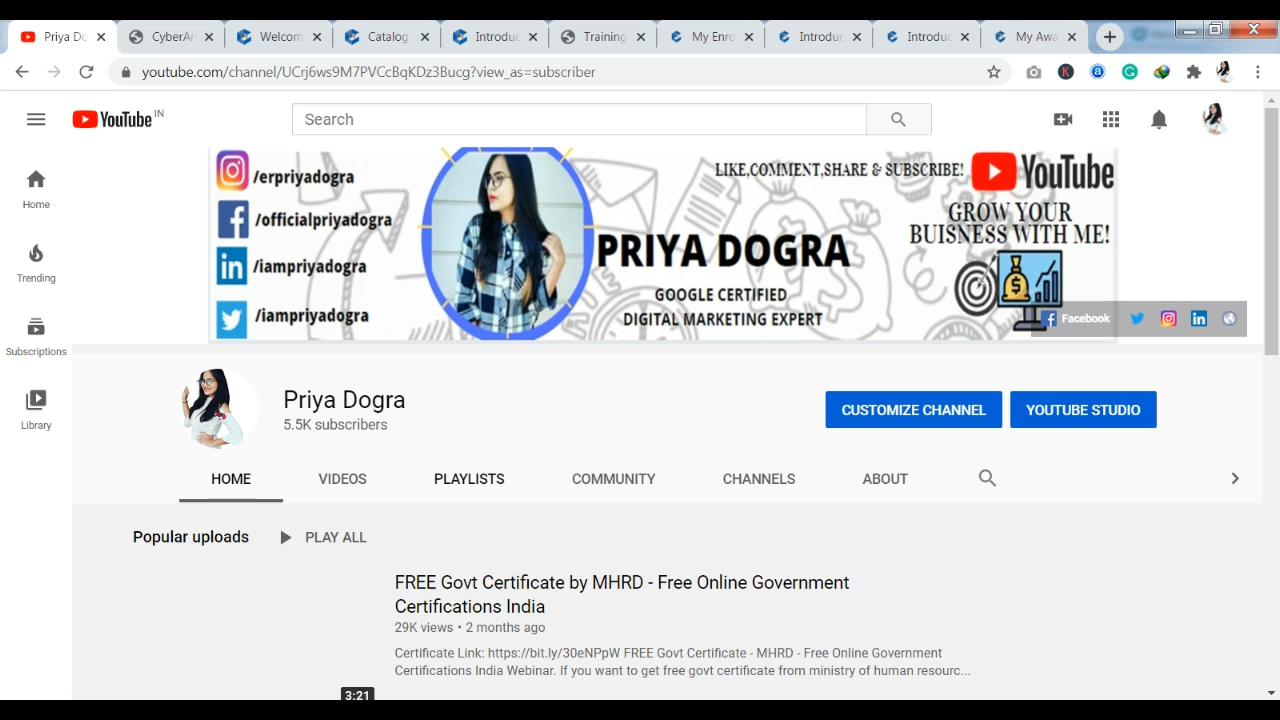 Priya Do
CyberAr
Welcom
Catalog
Introduc
Training
My Enro
Introduc
Introduc
My Awa
youtube.com/channel/UCrj6ws9M7PVCcBqKDz3Bucg?view_as=subscriber
YouTube IN
Search
/erpriyadogra
/officialpriyadogra
/iampriyadogra
/iampriyadogra
PRIYA DOGRA
GOOGLE CERTIFIED
DIGITAL MARKETING EXPERT
LIKE,COMMENT,SHARE & SUBSCRIBE!
YouTube
GROW YOUR
BUISNESS WITH ME!
Facebook
Home
Trending
Subscriptions
Library
Priya Dogra
5.5K subscribers
CUSTOMIZE CHANNEL
YOUTUBE STUDIO
HOME VIDEOS PLAYLISTS COMMUNITY CHANNELS ABOUT
Popular uploads PLAY ALL
FREE Govt Certificate by MHRD - Free Online Government
Certifications India
29K views • 2 months ago
Certificate Link: https://bit.ly/30eNPpW FREE Govt Certificate - MHRD - Free Online Government
Certifications India Webinar. If you want to get free govt certificate from ministry of human resourc...
3:21